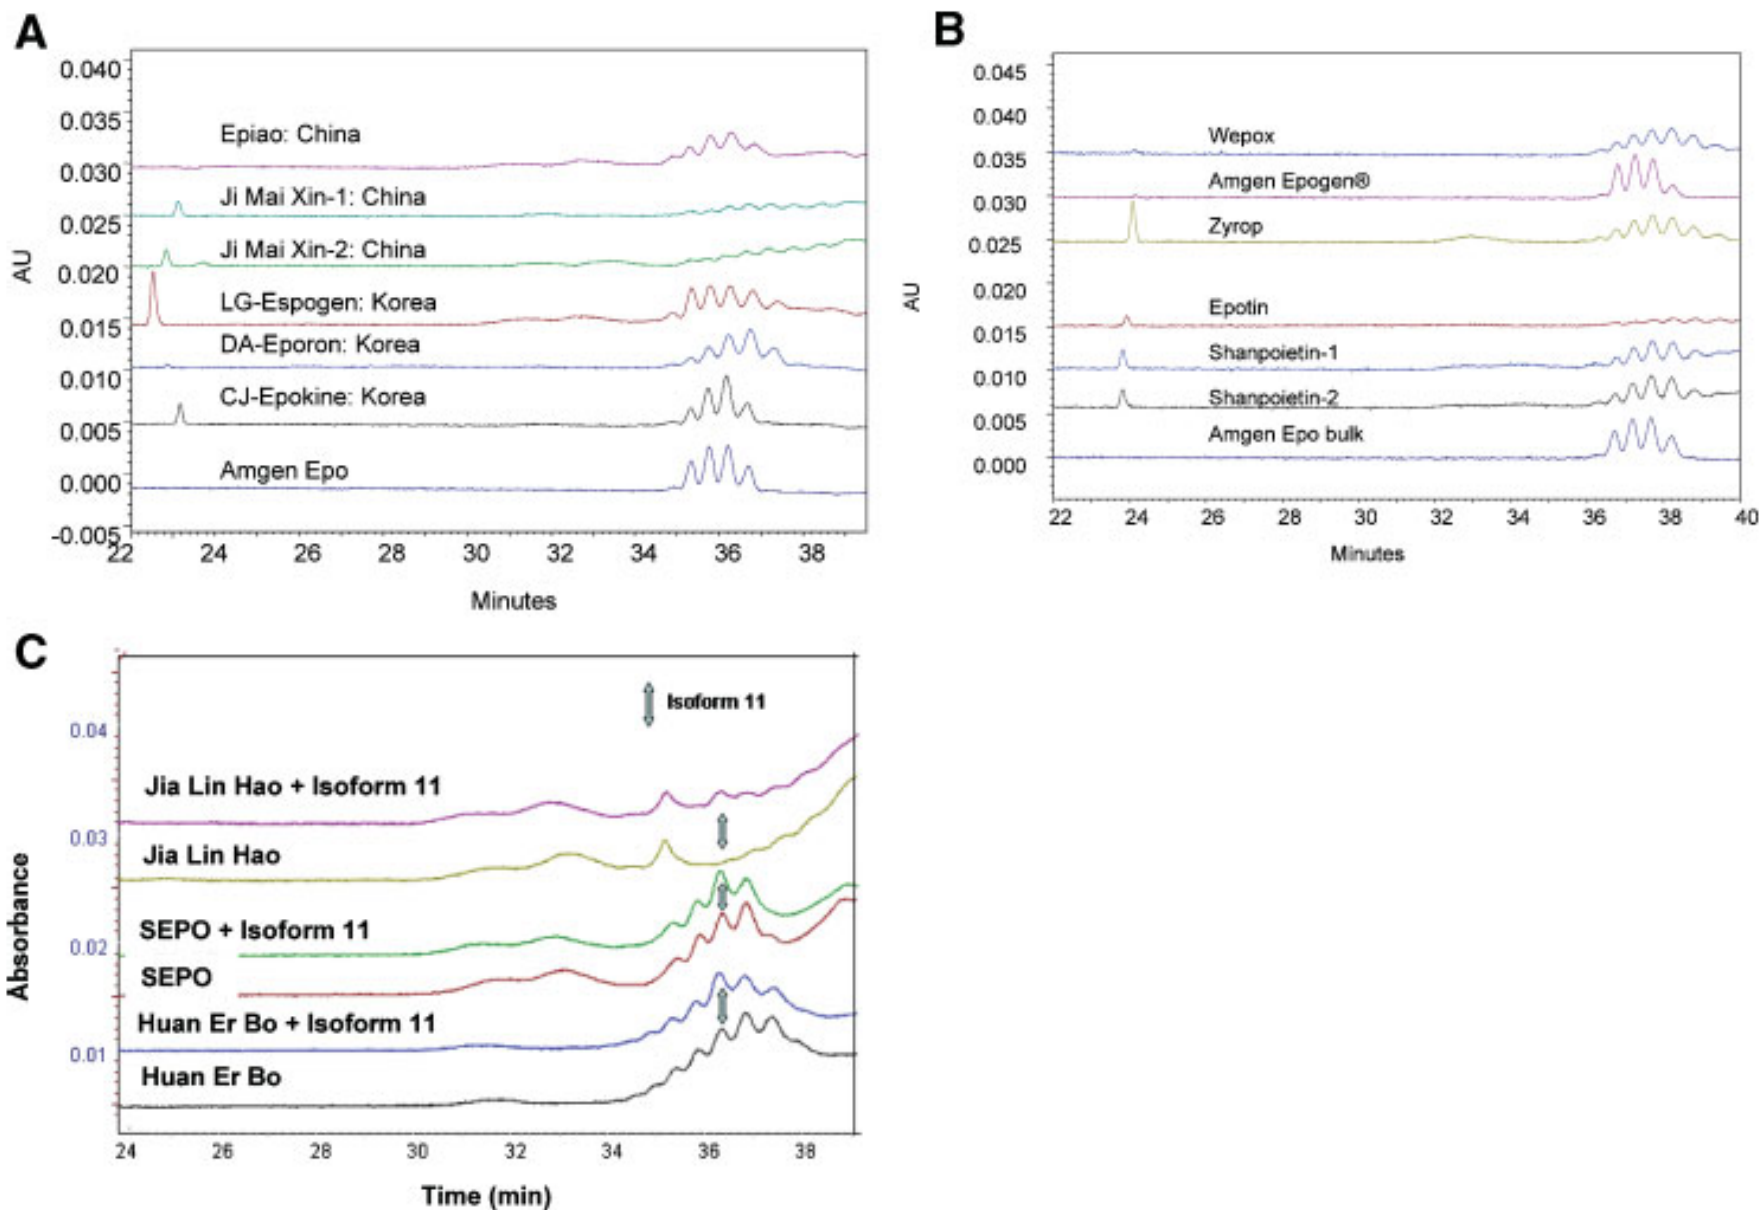 A
0.040
0.035
0.030
0.025
0.020
0.015
0.010
0.005
0.000
-0.005
AU
Epiao: China
Ji Mai Xin-1: China
Ji Mai Xin-2: China
LG-Espogen: Korea
DA-Eporon: Korea
CJ-Epokine: Korea
Amgen Epo
22 24 26 28 30 32 34 36 38
Minutes
B
0.045
0.040
0.035
0.030
0.025
0.020
0.015
0.010
0.005
0.000
AU
Wepox
Amgen Epogen®
Zyrop
Epotin
Shanpoietin-1
Shanpoietin-2
Amgen Epo bulk
22 24 26 28 30 32 34 36 38 40
Minutes
C
Isoform 11
0.04
0.03
0.02
0.01
Absorbance
Jia Lin Hao + Isoform 11
Jia Lin Hao
SEPO + Isoform 11
SEPO
Huan Er Bo + Isoform 11
Huan Er Bo
24 26 28 30 32 34 36 38
Time (min)